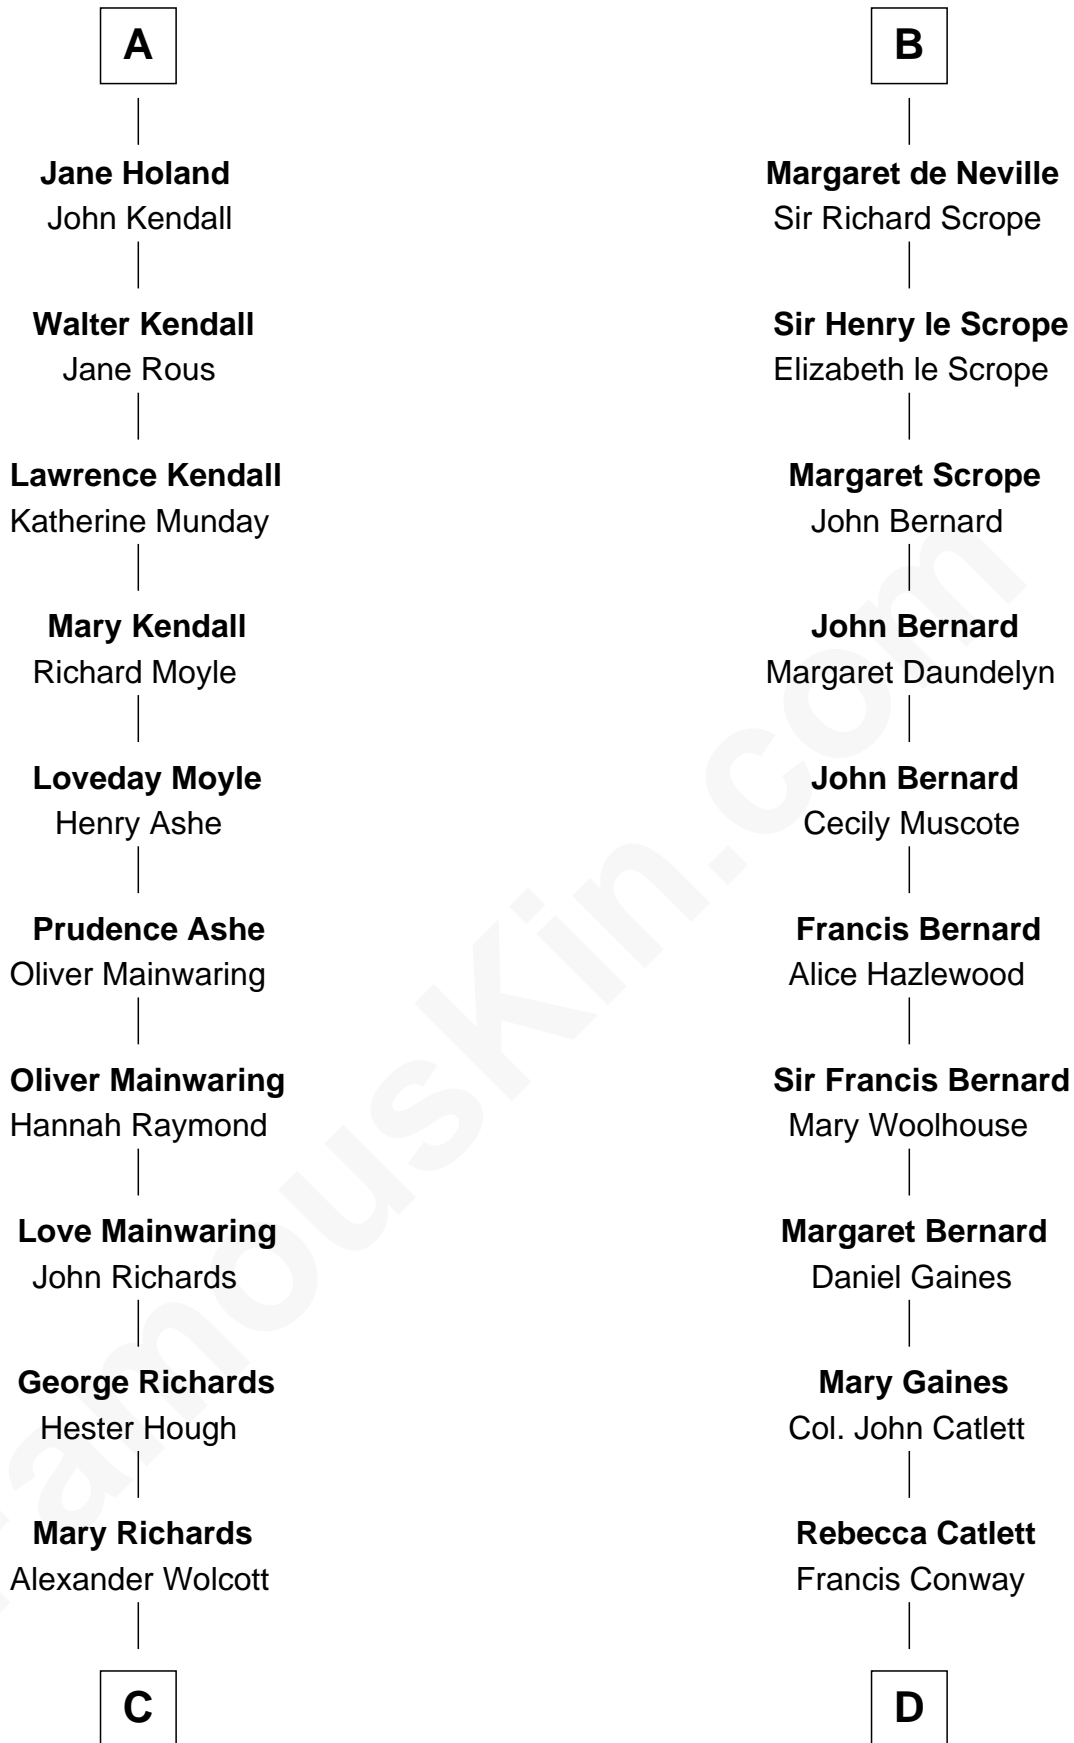 A
Jane Holand
John Kendall
Walter Kendall
Jane Rous
Lawrence Kendall
Katherine Munday
Mary Kendall
Richard Moyle
Loveday Moyle
Henry Ashe
Prudence Ashe
Oliver Mainwaring
Oliver Mainwaring
Hannah Raymond
Love Mainwaring
John Richards
George Richards
Hester Hough
Mary Richards
Alexander Wolcott
C
B
Margaret de Neville
Sir Richard Scrope
Sir Henry le Scrope
Elizabeth le Scrope
Margaret Scrope
John Bernard
John Bernard
Margaret Daundelyn
John Bernard
Cecily Muscote
Francis Bernard
Alice Hazlewood
Sir Francis Bernard
Mary Woolhouse
Margaret Bernard
Daniel Gaines
Mary Gaines
Col. John Catlett
Rebecca Catlett
Francis Conway
D
FamousKin.com